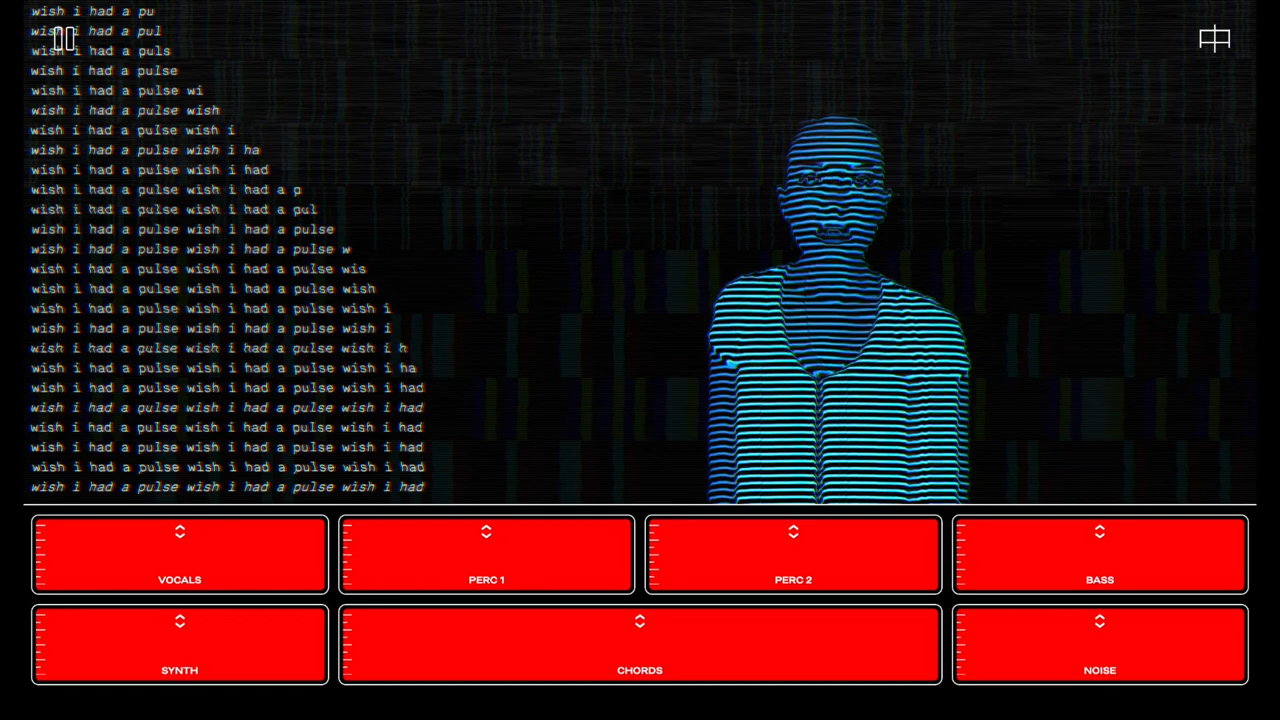 wish i had a pu
wish i had a pul
wish i had a puls
wish i had a pulse
wish i had a pulse wi
wish i had a pulse wish
wish i had a pulse wish i
wish i had a pulse wish i ha
wish i had a pulse wish i had
wish i had a pulse wish i had a p
wish i had a pulse wish i had a pul
wish i had a pulse wish i had a pulse
wish i had a pulse wish i had a pulse w
wish i had a pulse wish i had a pulse wis
wish i had a pulse wish i had a pulse wish
wish i had a pulse wish i had a pulse wish i
wish i had a pulse wish i had a pulse wish i
wish i had a pulse wish i had a pulse wish i h
wish i had a pulse wish i had a pulse wish i ha
wish i had a pulse wish i had a pulse wish i had
wish i had a pulse wish i had a pulse wish i had
wish i had a pulse wish i had a pulse wish i had
wish i had a pulse wish i had a pulse wish i had
wish i had a pulse wish i had a pulse wish i had
wish i had a pulse wish i had a pulse wish i had
VOCALS
PERC 1
PERC 2
BASS
SYNTH
CHORDS
NOISE